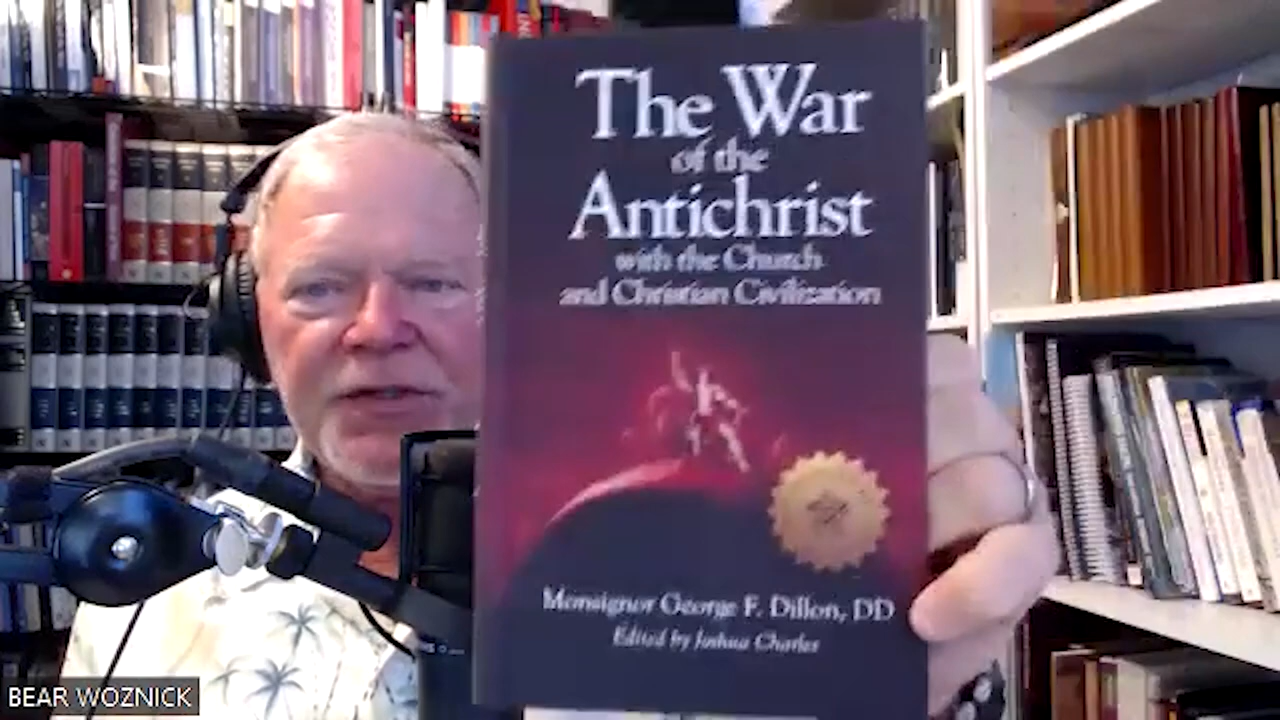 The War
of the
Antichrist
with the Church
and Christian Civilization
Monsignor George F. Dillon, DD
Edited by Joshua Charles
BEAR WOZNICK